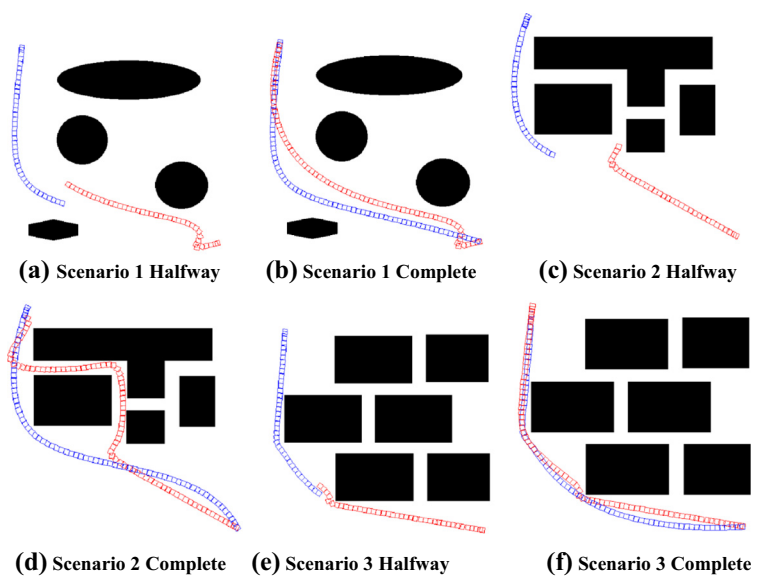 (a) Scenario 1 Halfway
(b) Scenario 1 Complete
(c) Scenario 2 Halfway
(d) Scenario 2 Complete
(e) Scenario 3 Halfway
(f) Scenario 3 Complete